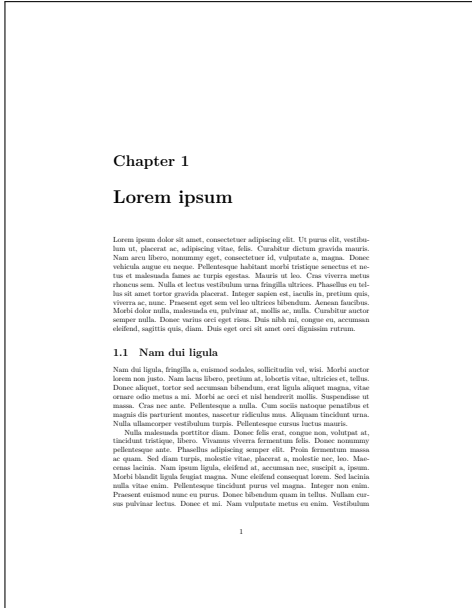 Chapter 1
Lorem ipsum
Lorem ipsum dolor sit amet, consectetuer adipiscing elit. Ut purus elit, vestibu-
lum ut, placerat ac, adipiscing vitae, felis. Curabitur dictum gravida mauris.
Nam arcu libero, nonummy eget, consectetuer id, vulputate a, magna. Donec
vehicula augue eu neque. Pellentesque habitant morbi tristique senectus et ne-
tus et malesuada fames ac turpis egestas. Mauris ut leo. Cras viverra metus
rhoncus sem. Nulla et lectus vestibulum urna fringilla ultrices. Phasellus eu tel-
lus sit amet tortor gravida placerat. Integer sapien est, iaculis in, pretium quis,
viverra ac, nunc. Praesent eget sem vel leo ultrices bibendum. Aenean faucibus.
Morbi dolor nulla, malesuada eu, pulvinar at, mollis ac, nulla. Curabitur auctor
semper nulla. Donec varius orci eget risus. Duis nibh mi, congue eu, accumsan
eleifend, sagittis quis, diam. Duis eget orci sit amet orci dignissim rutrum.
1.1 Nam dui ligula
Nam dui ligula, fringilla a, euismod sodales, sollicitudin vel, wisi. Morbi auctor
lorem non justo. Nam lacus libero, pretium at, lobortis vitae, ultricies et, tellus.
Donec aliquet, tortor sed accumsan bibendum, erat ligula aliquet magna, vitae
ornare odio metus a mi. Morbi ac orci et nisl hendrerit mollis. Suspendisse ut
massa. Cras nec ante. Pellentesque a nulla. Cum sociis natoque penatibus et
magnis dis parturient montes, nascetur ridiculus mus. Aliquam tincidunt urna.
Nulla ullamcorper vestibulum turpis. Pellentesque cursus luctus mauris.
Nulla malesuada porttitor diam. Donec felis erat, congue non, volutpat at,
tincidunt tristique, libero. Vivamus viverra fermentum felis. Donec nonummy
pellentesque ante. Phasellus adipiscing semper elit. Proin fermentum massa
ac quam. Sed diam turpis, molestie vitae, placerat a, molestie nec, leo. Mae-
cenas lacinia. Nam ipsum ligula, eleifend at, accumsan nec, suscipit a, ipsum.
Morbi blandit ligula feugiat magna. Nunc eleifend consequat lorem. Sed lacinia
nulla vitae enim. Pellentesque tincidunt purus vel magna. Integer non enim.
Praesent euismod nunc eu purus. Donec bibendum quam in tellus. Nullam cur-
sus pulvinar lectus. Donec et mi. Nam vulputate metus eu enim. Vestibulum
1